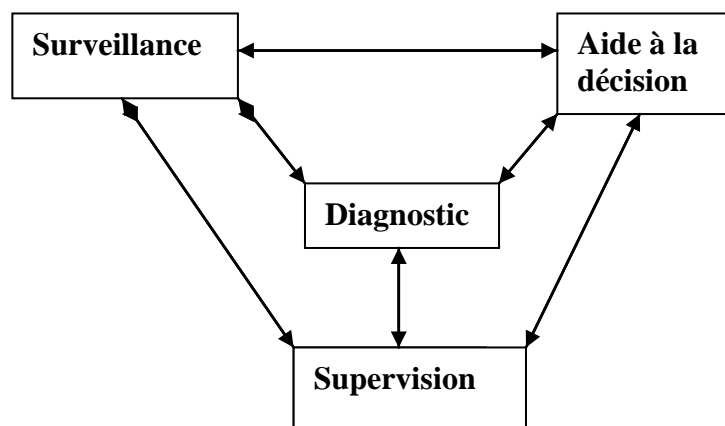 Surveillance
Aide à la
décision
Diagnostic
Supervision